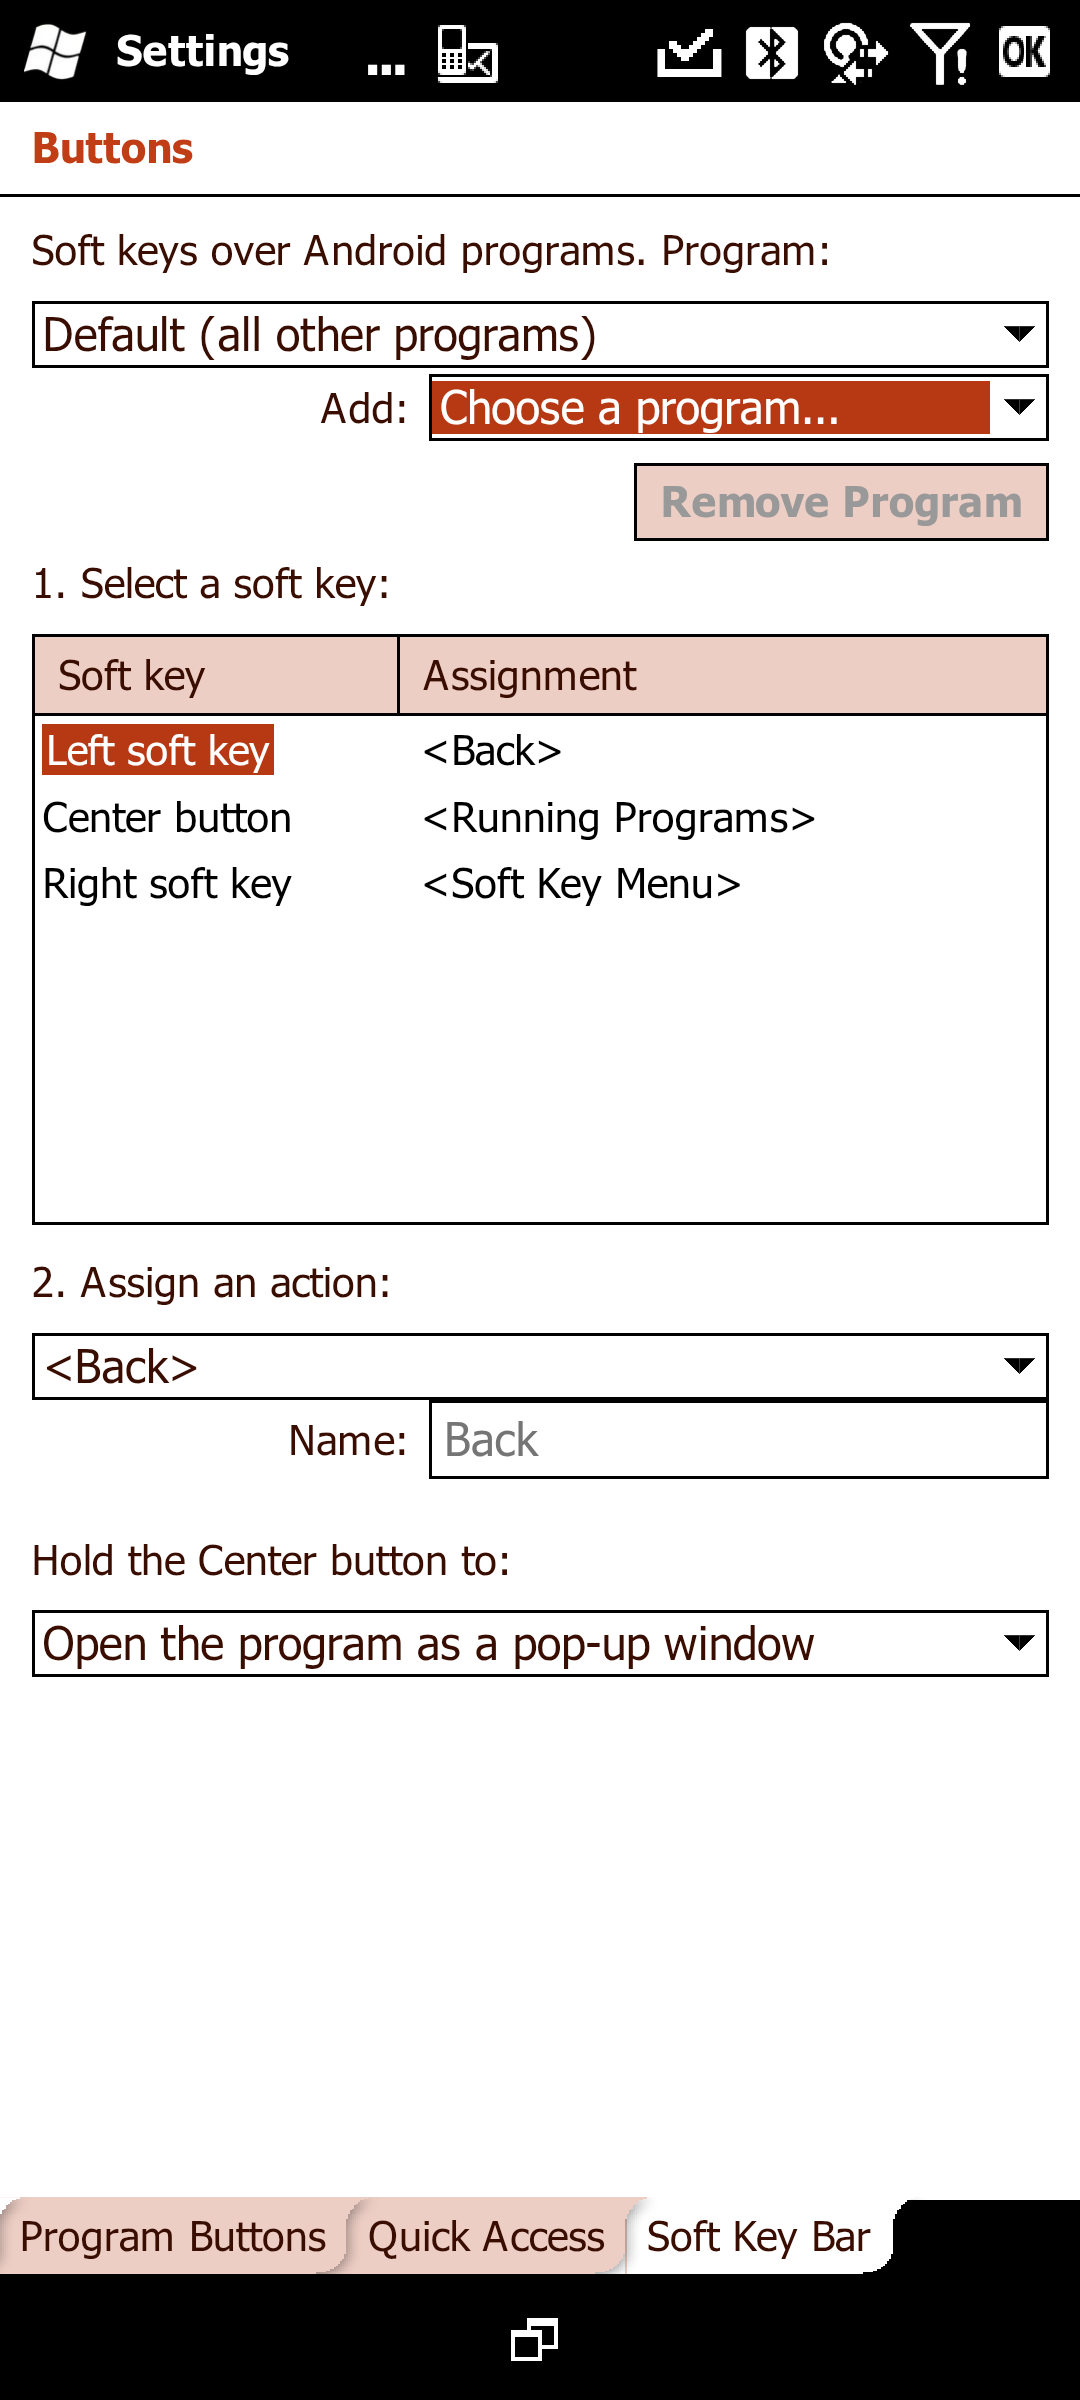 Settings ... OK
Buttons
Soft keys over Android programs. Program:
Default (all other programs)
Add: Choose a program...
Remove Program
1. Select a soft key:
Soft key Assignment
Left soft key <Back>
Center button <Running Programs>
Right soft key <Soft Key Menu>
2. Assign an action:
<Back>
Name: Back
Hold the Center button to:
Open the program as a pop-up window
Program Buttons Quick Access Soft Key Bar